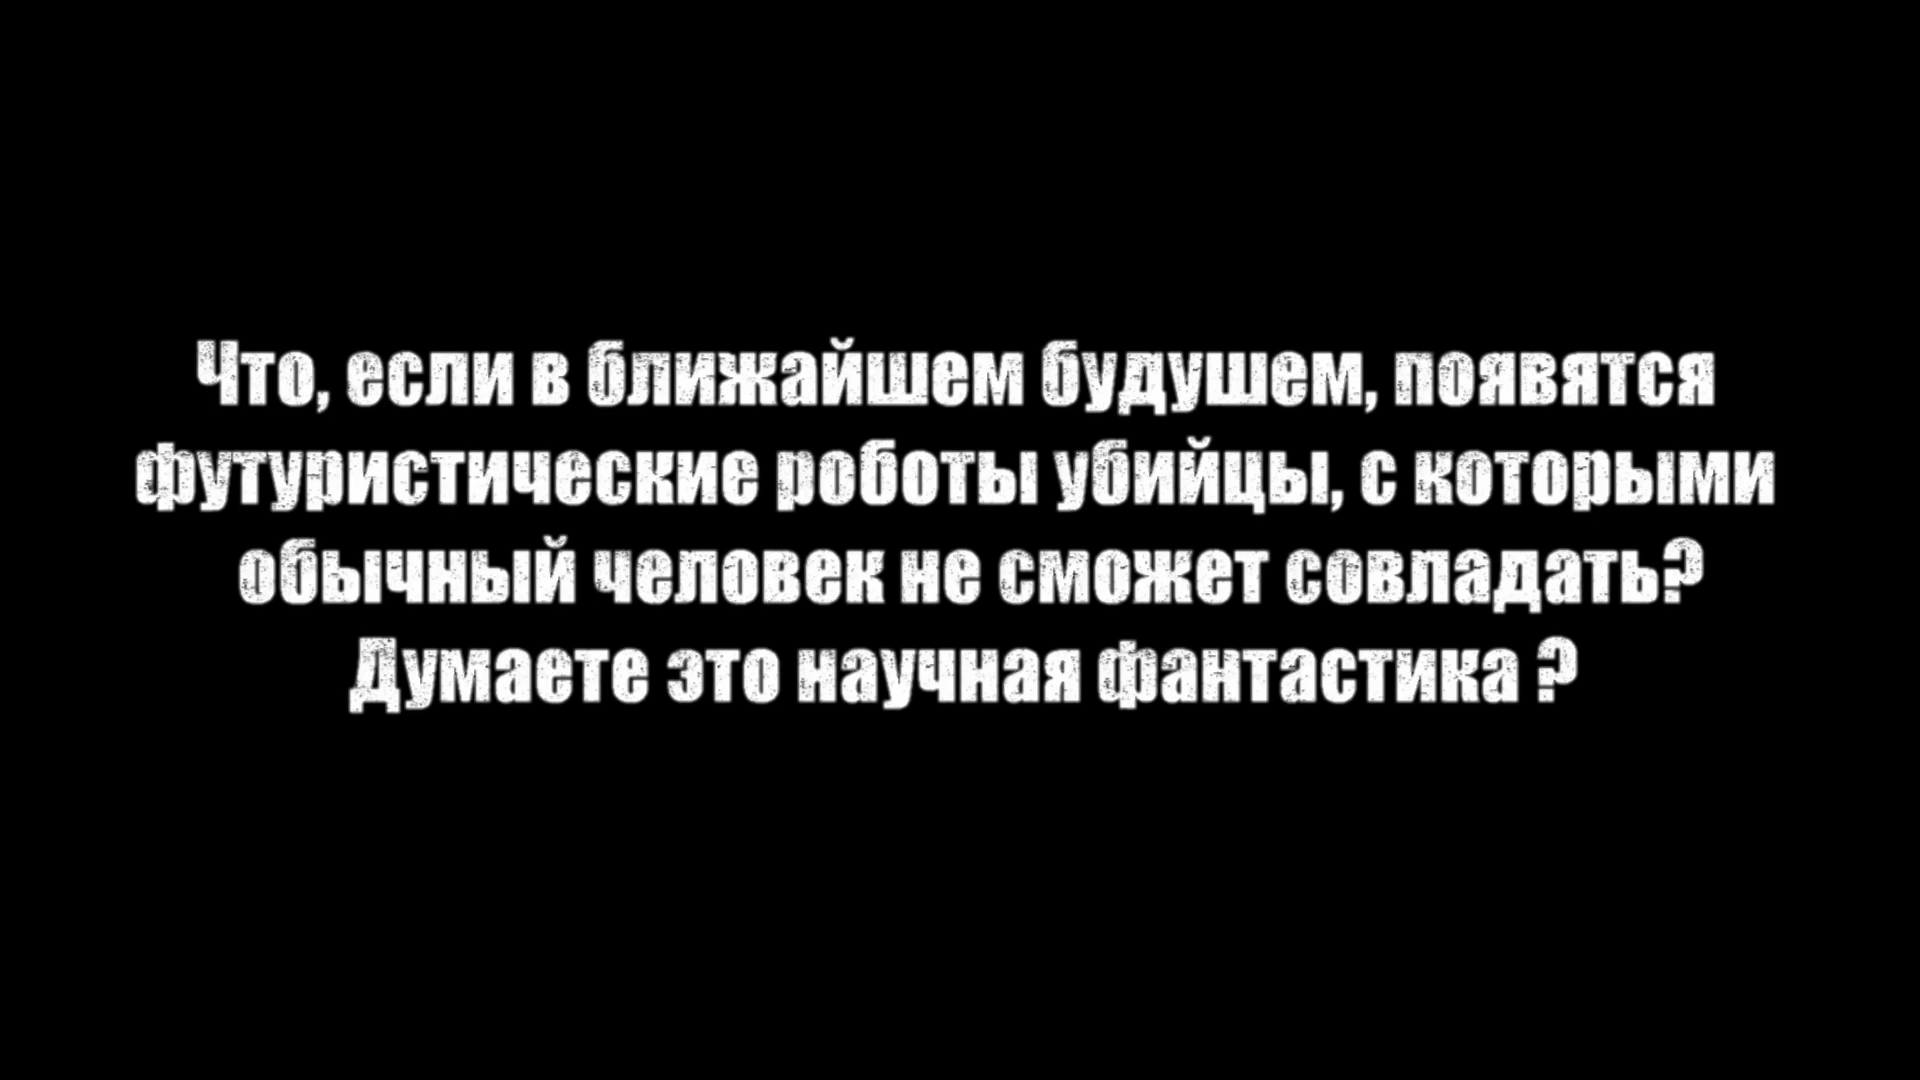 Что, если в ближайшем будушем, появятся
футуристические роботы убийцы, с которыми
обычный человек не сможет совладать?
Думаете это научная фантастика ?